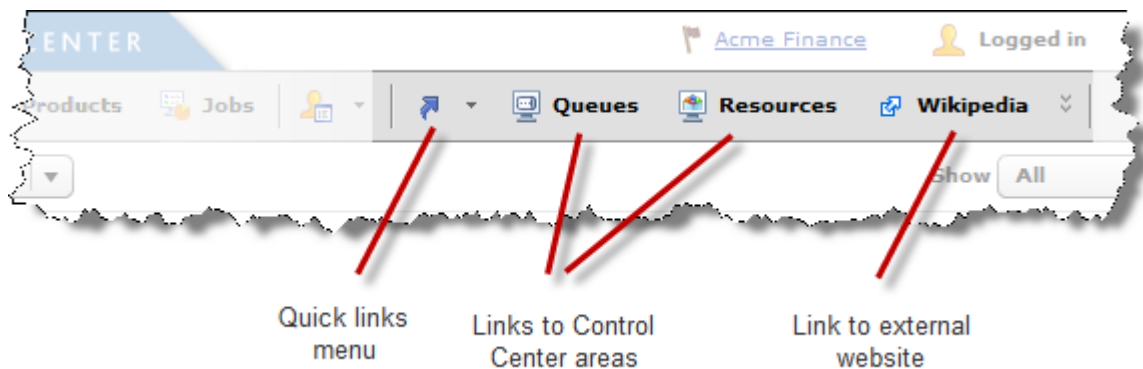 CENTER
Acme Finance
Logged in
Products
Jobs
Queues
Resources
Wikipedia
Show
All
Quick links
menu
Links to Control
Center areas
Link to external
website